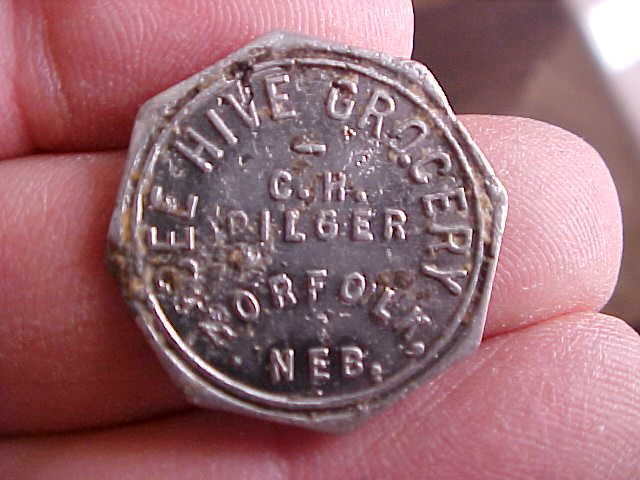 BEE HIVE GROCERY
C.H.
PILGER
NORFOLK,
NEB.